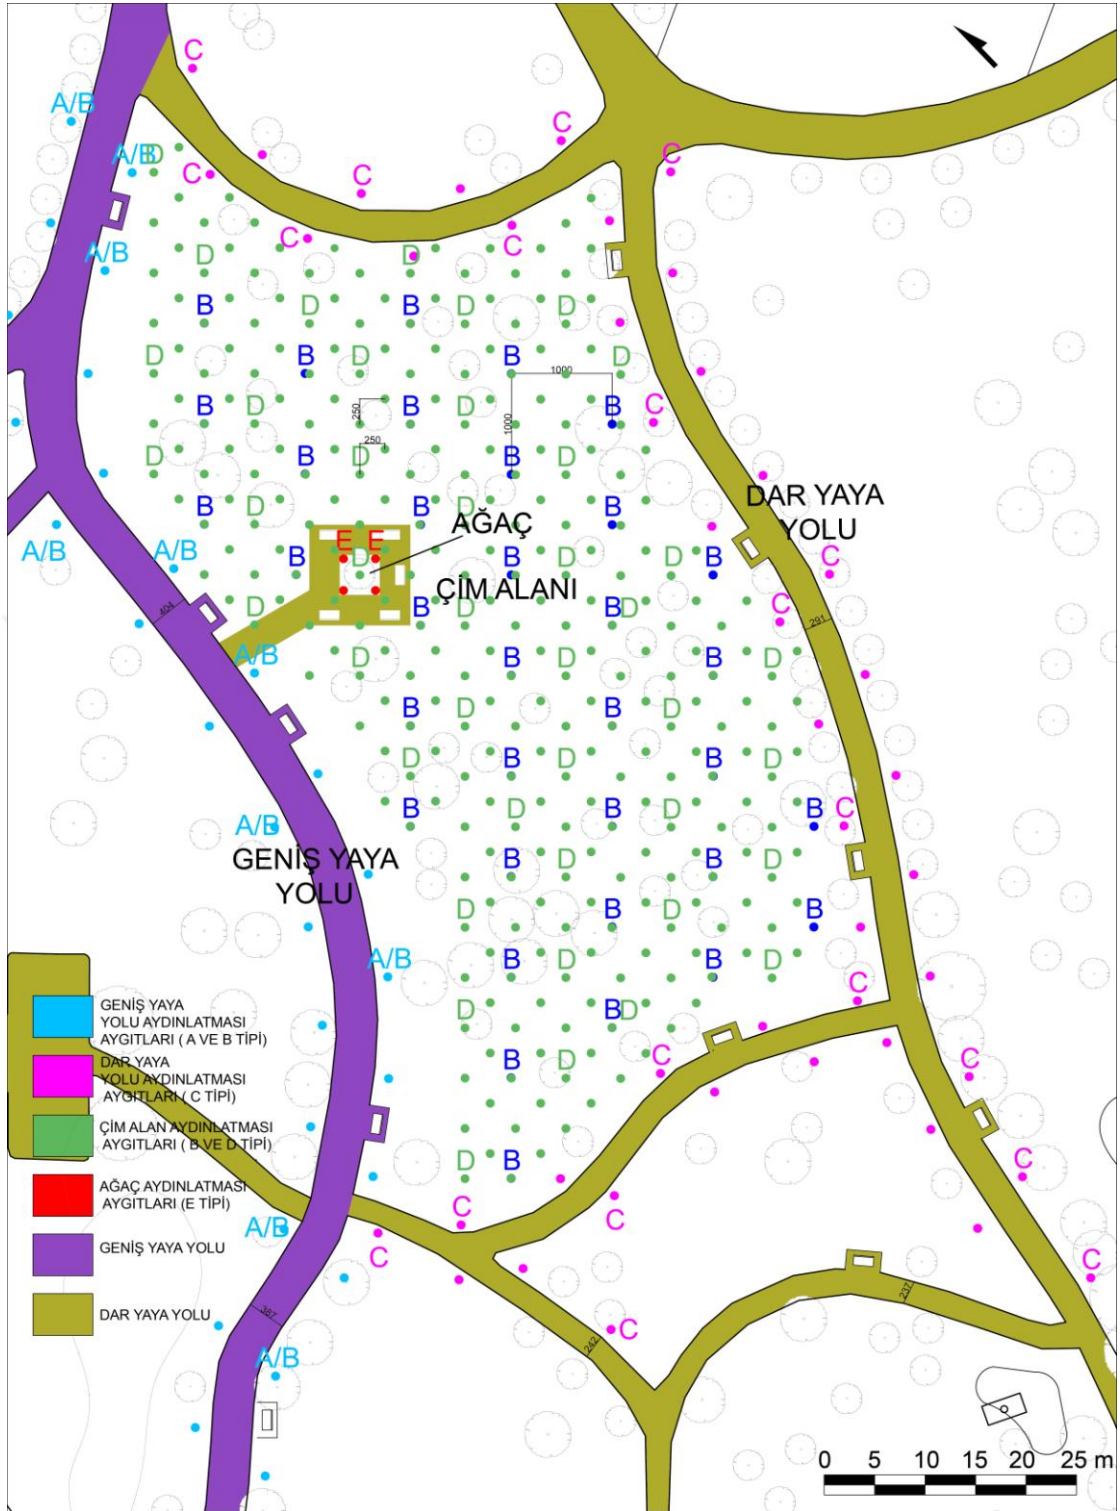 C
A/B
C
A/B D
C
C
C
C
C
A/B
D
D
B
D
B
D
D
D
B
D
B
D
1000
B
D
250
B
D
B
C
1000
250
D
B
D
B
D
DAR YAYA
YOLU
B
D
B
D
B
AĞAÇ
A/B
A/B
B
E
E
D
B
D
D
B
C
ÇİM ALANI
404
D
B
B D
C
291
A/B
D
B
D
B
D
B
D
B
D
D
B
D
B
D
B
D
B
D
B
C
A/B
GENİŞ YAYA
YOLU
B
D
B
D
D
B
D
B
A/B
B
D
B
D
C
D
B D
GENİŞ YAYA
YOLU AYDINLATMASI
AYGITLARI ( A VE B TİPİ)
DAR YAYA
YOLU AYDINLATMASI
AYGITLARI ( C TİPİ)
B
D
C
C
ÇİM ALAN AYDINLATMASI
AYGITLARI ( B VE D TİPİ)
D
B
C
AĞAÇ AYDINLATMASI
AYGITLARI (E TİPİ)
C
C
A/B
C
GENİŞ YAYA YOLU
C
237
DAR YAYA YOLU
387
242
C
A/B
0 5 10 15 20 25 m.